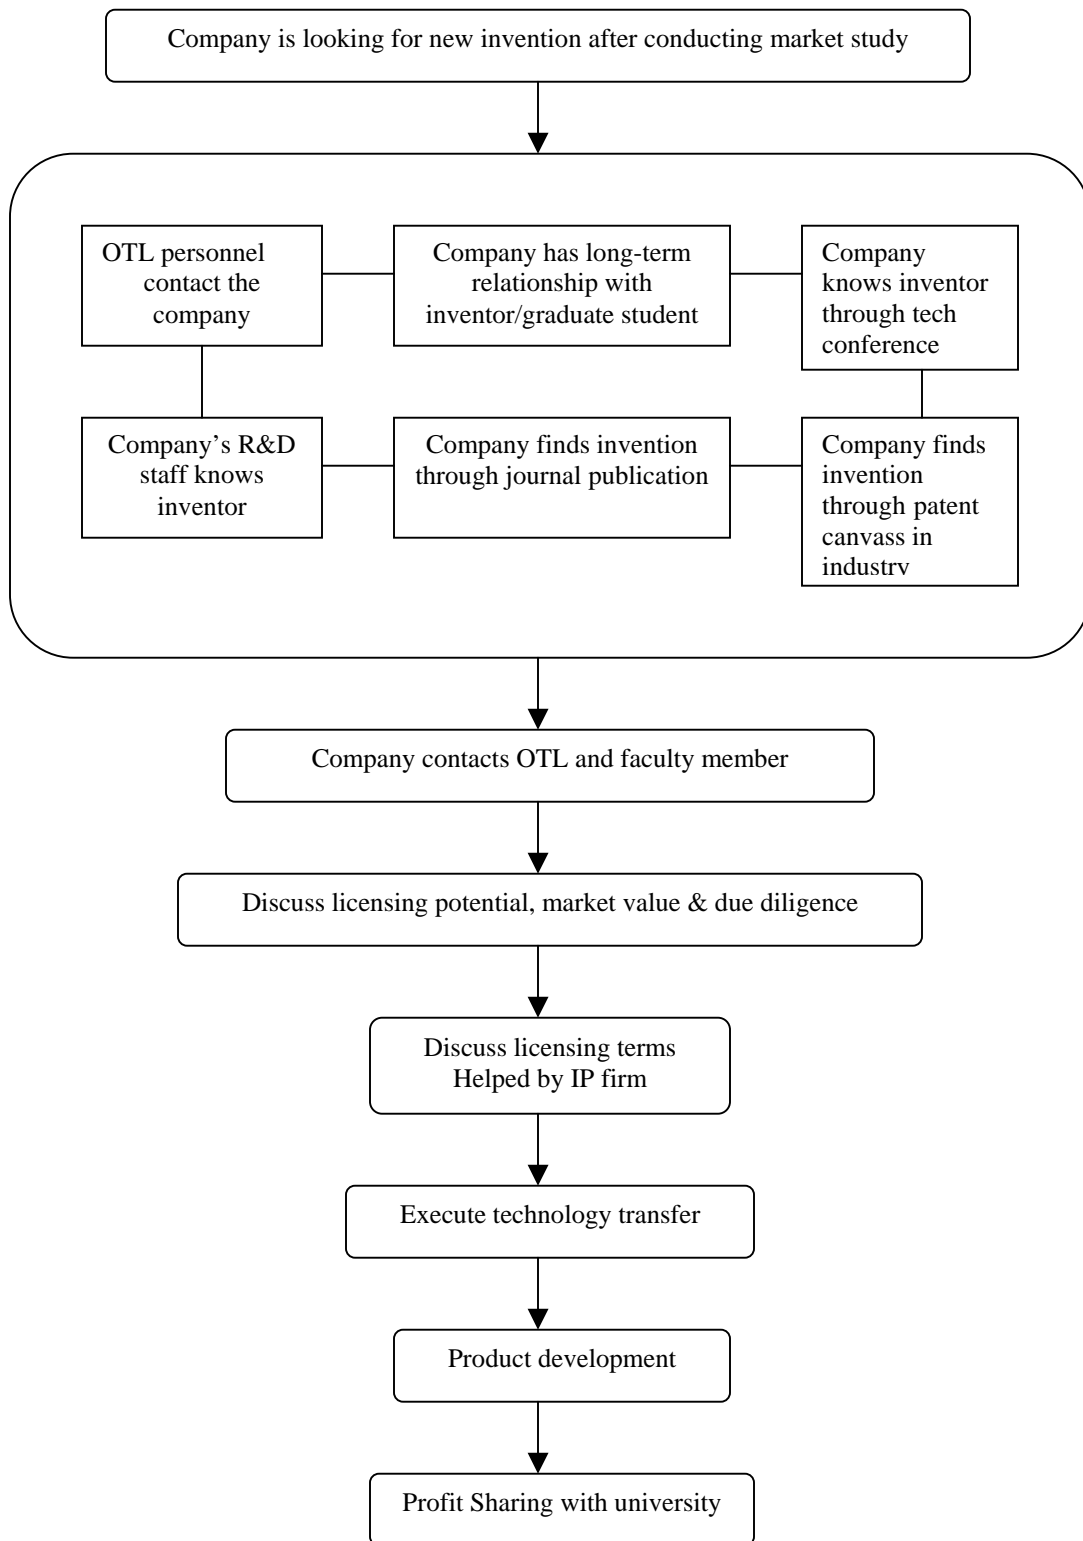 Company is looking for new invention after conducting market study
OTL personnel
contact the
company
Company has long-term
relationship with
inventor/graduate student
Company
knows inventor
through tech
conference
Company’s R&D
staff knows
inventor
Company finds invention
through journal publication
Company finds
invention
through patent
canvass in
industry
Company contacts OTL and faculty member
Discuss licensing potential, market value & due diligence
Discuss licensing terms
Helped by IP firm
Execute technology transfer
Product development
Profit Sharing with university